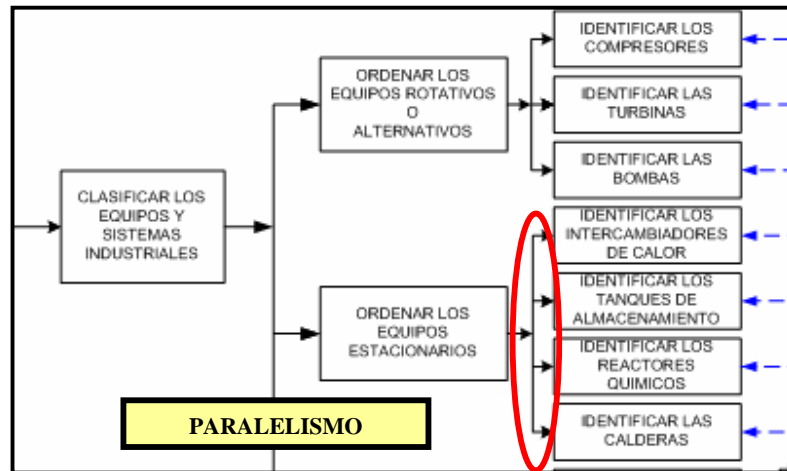 CLASIFICAR LOS
EQUIPOS Y
SISTEMAS
INDUSTRIALES
ORDENAR LOS
EQUIPOS ROTATIVOS
O
ALTERNATIVOS
IDENTIFICAR LOS
COMPRESORES
IDENTIFICAR LAS
TURBINAS
IDENTIFICAR LAS
BOMBAS
ORDENAR LOS
EQUIPOS
ESTACIONARIOS
IDENTIFICAR LOS
INTERCAMBIADORES
DE CALOR
IDENTIFICAR LOS
TANQUES DE
ALMACENAMIENTO
IDENTIFICAR LOS
REACTORES
QUIMICOS
IDENTIFICAR LAS
CALDERAS
PARALELISMO